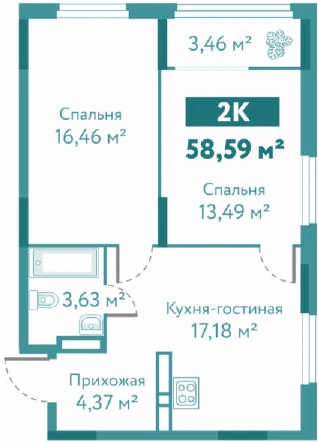 3,46 м²
Спальня
16,46 м²
2К
58,59 м²
Спальня
13,49 м²
3,63 м²
Кухня-гостиная
17,18 м²
Прихожая
4,37 м²